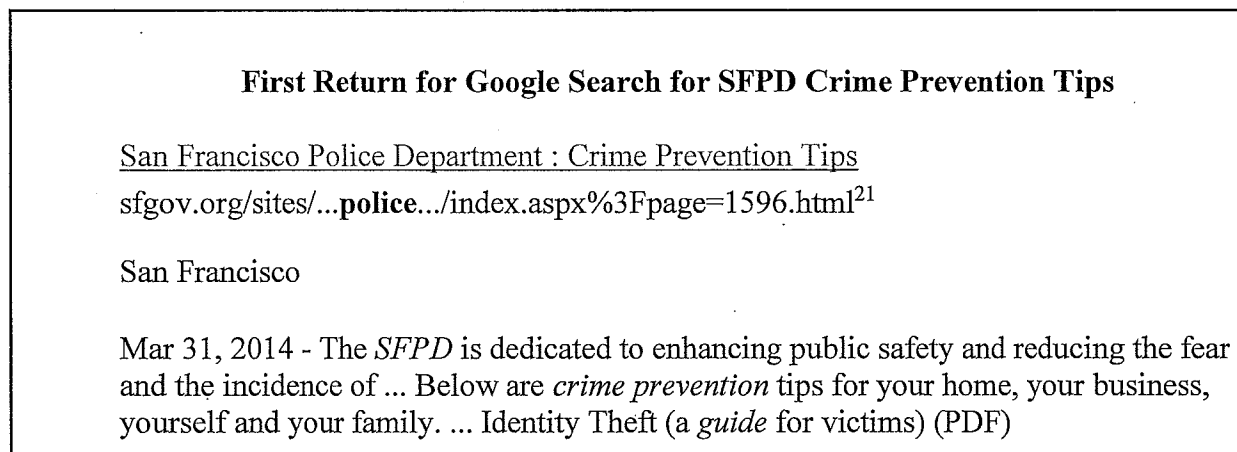 First Return for Google Search for SFPD Crime Prevention Tips
San Francisco Police Department : Crime Prevention Tips
sfgov.org/sites/...police.../index.aspx%3Fpage=1596.html21
San Francisco
Mar 31, 2014 - The SFPD is dedicated to enhancing public safety and reducing the fear
and the incidence of ... Below are crime prevention tips for your home, your business,
yourself and your family. ... Identity Theft (a guide for victims) (PDF)